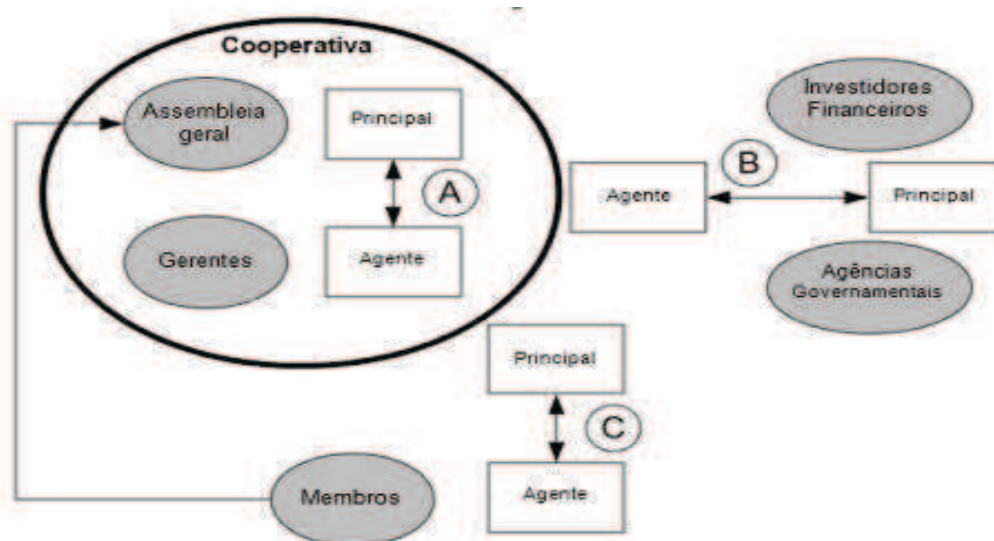 Cooperativa
Assembleia
geral
Principal
A
Gerentes
Agente
Investidores
Financeiros
B
Agente
Principal
Agências
Governamentais
Principal
C
Membros
Agente